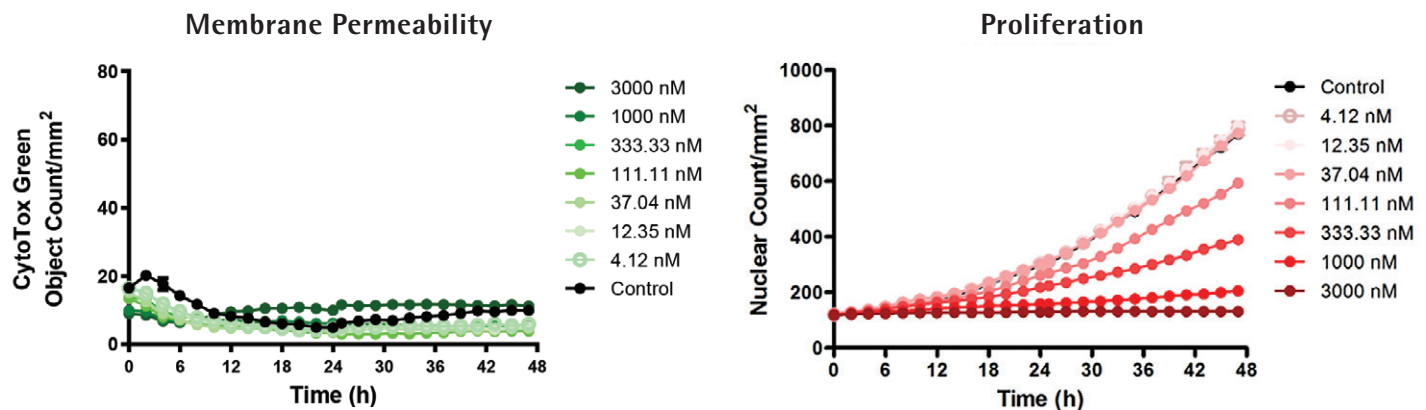 Membrane Permeability
CytoTox Green
Object Count/mm²
80
60
40
20
0
0 6 12 18 24 30 36 42 48
Time (h)
3000 nM
1000 nM
333.33 nM
111.11 nM
37.04 nM
12.35 nM
4.12 nM
Control
Proliferation
Nuclear Count/mm²
1000
800
600
400
200
0
0 6 12 18 24 30 36 42 48
Time (h)
Control
4.12 nM
12.35 nM
37.04 nM
111.11 nM
333.33 nM
1000 nM
3000 nM